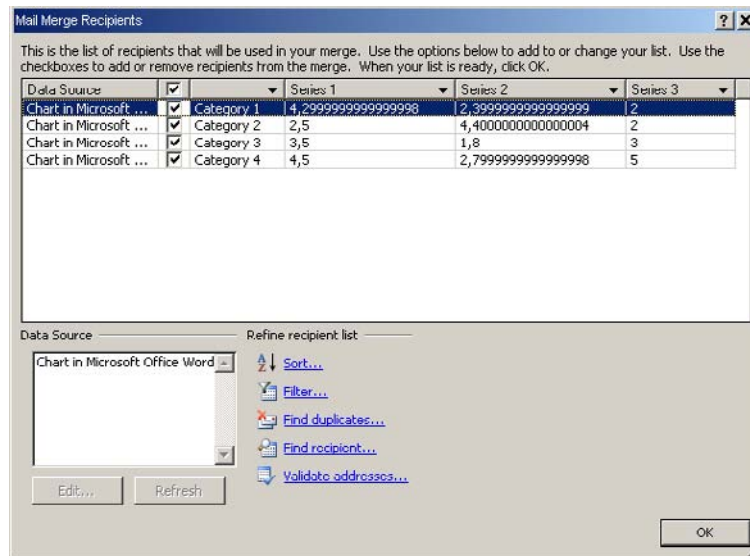 Mail Merge Recipients
This is the list of recipients that will be used in your merge. Use the options below to add to or change your list. Use the
checkboxes to add or remove recipients from the merge. When your list is ready, click OK.
Data Source Series 1 Series 2 Series 3
Chart in Microsoft ... Category 1 4,2999999999999998 2,3999999999999999 2
Chart in Microsoft ... Category 2 2,5 4,4000000000000004 2
Chart in Microsoft ... Category 3 3,5 1,8 3
Chart in Microsoft ... Category 4 4,5 2,7999999999999998 5
Data Source Refine recipient list
Chart in Microsoft Office Word
Sort...
Filter...
Find duplicates...
Find recipient...
Validate addresses...
Edit... Refresh
OK